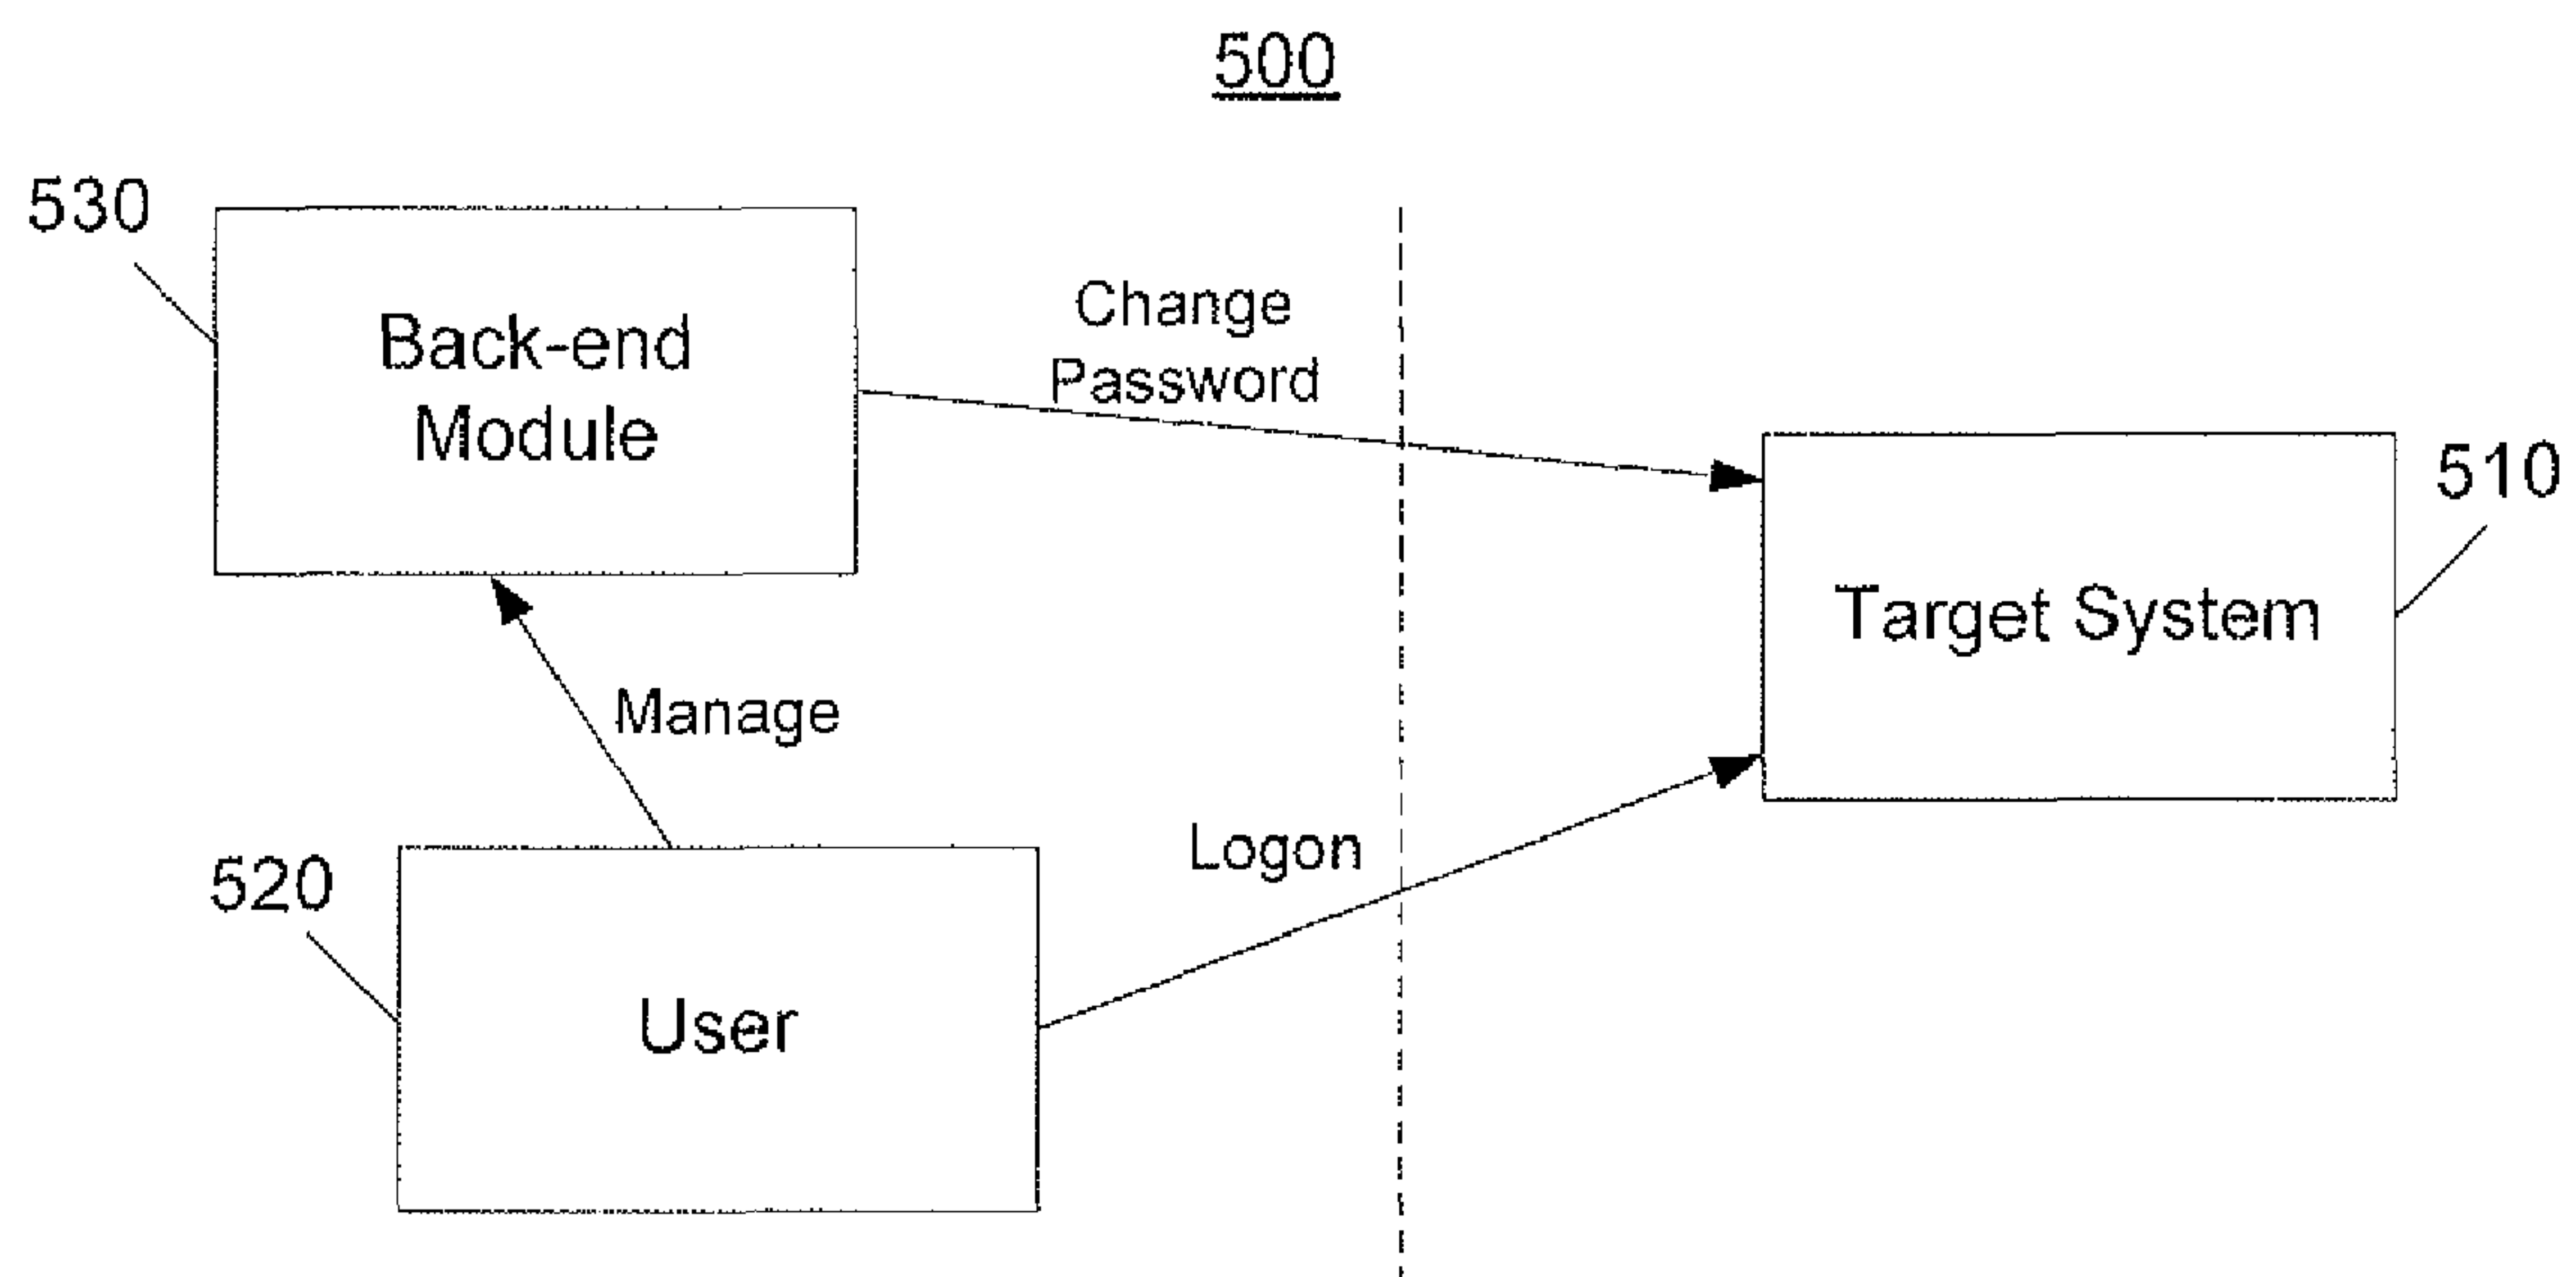 500
530
Back-end
Module
Change
Password
510
Target System
Manage
Logon
520
User